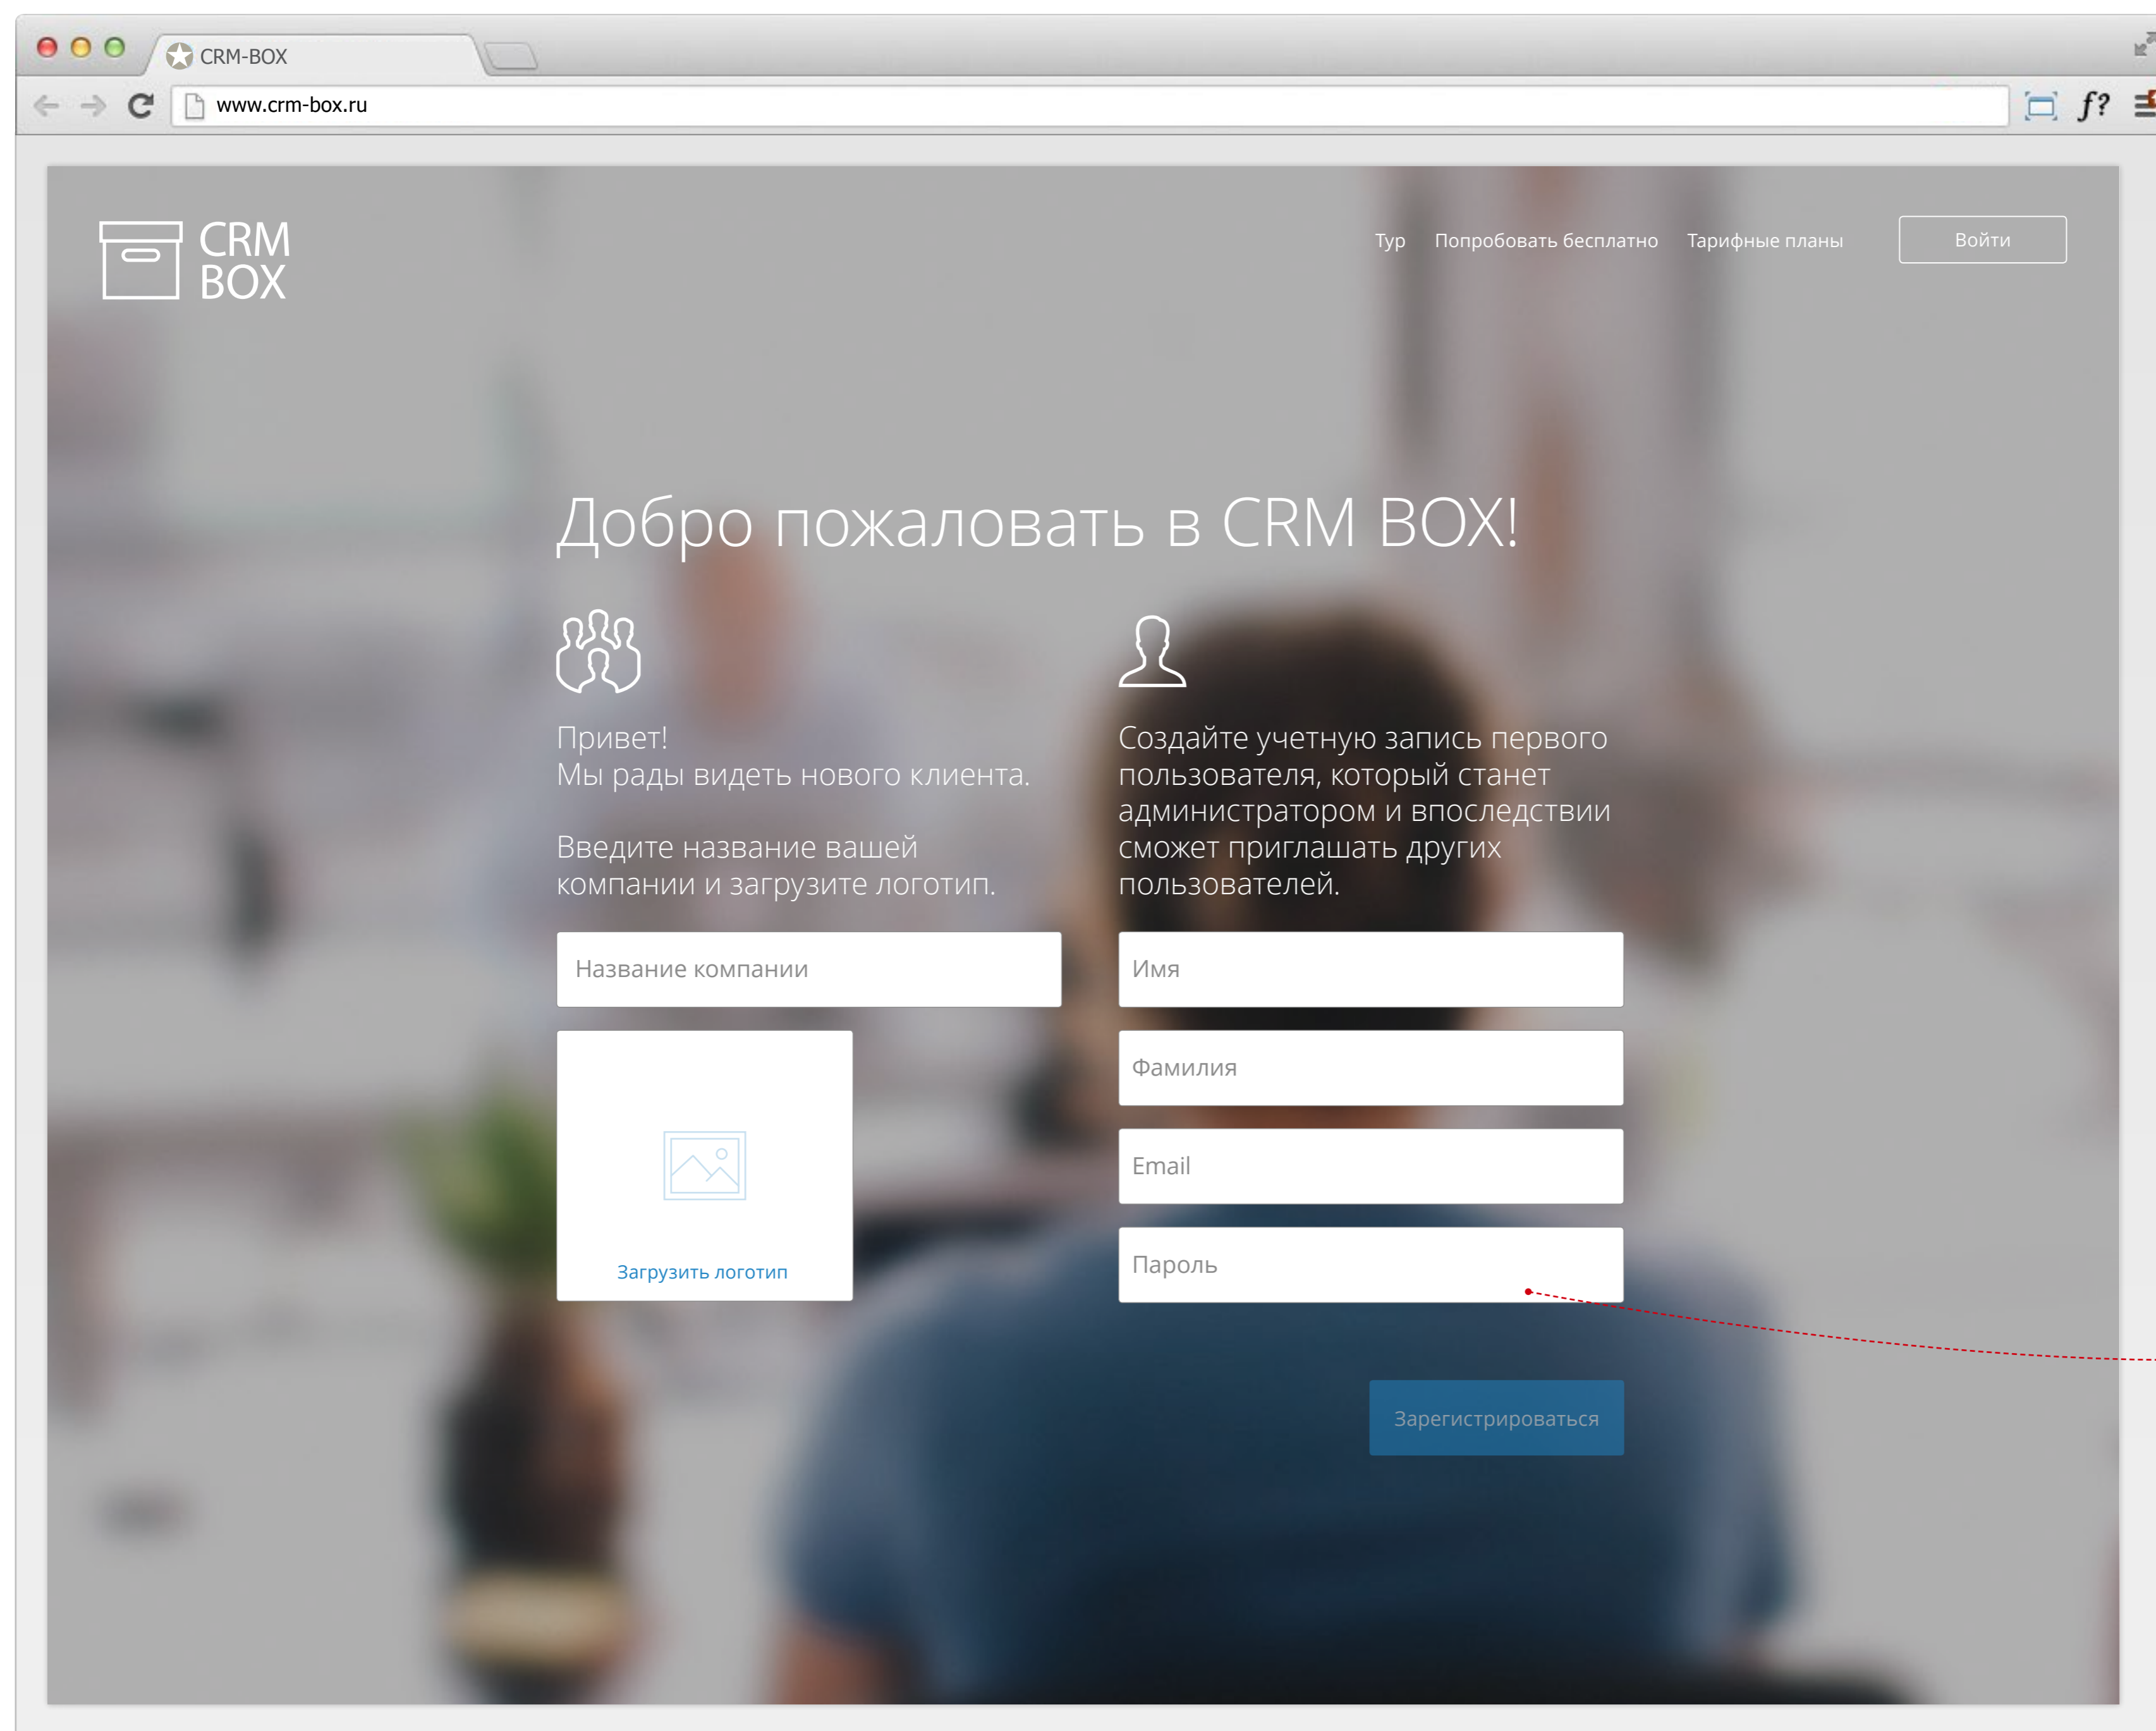 CRM-BOX
www.crm-box.ru
f?
CRM
BOX
Тур Попробовать бесплатно Тарифные планы Войти
Добро пожаловать в CRM BOX!
Привет!
Мы рады видеть нового клиента.
Введите название вашей
компании и загрузите логотип.
Название компании
Загрузить логотип
Создайте учетную запись первого
пользователя, который станет
администратором и впоследствии
сможет приглашать других
пользователей.
Имя
Фамилия
Email
Пароль
Зарегистрироваться